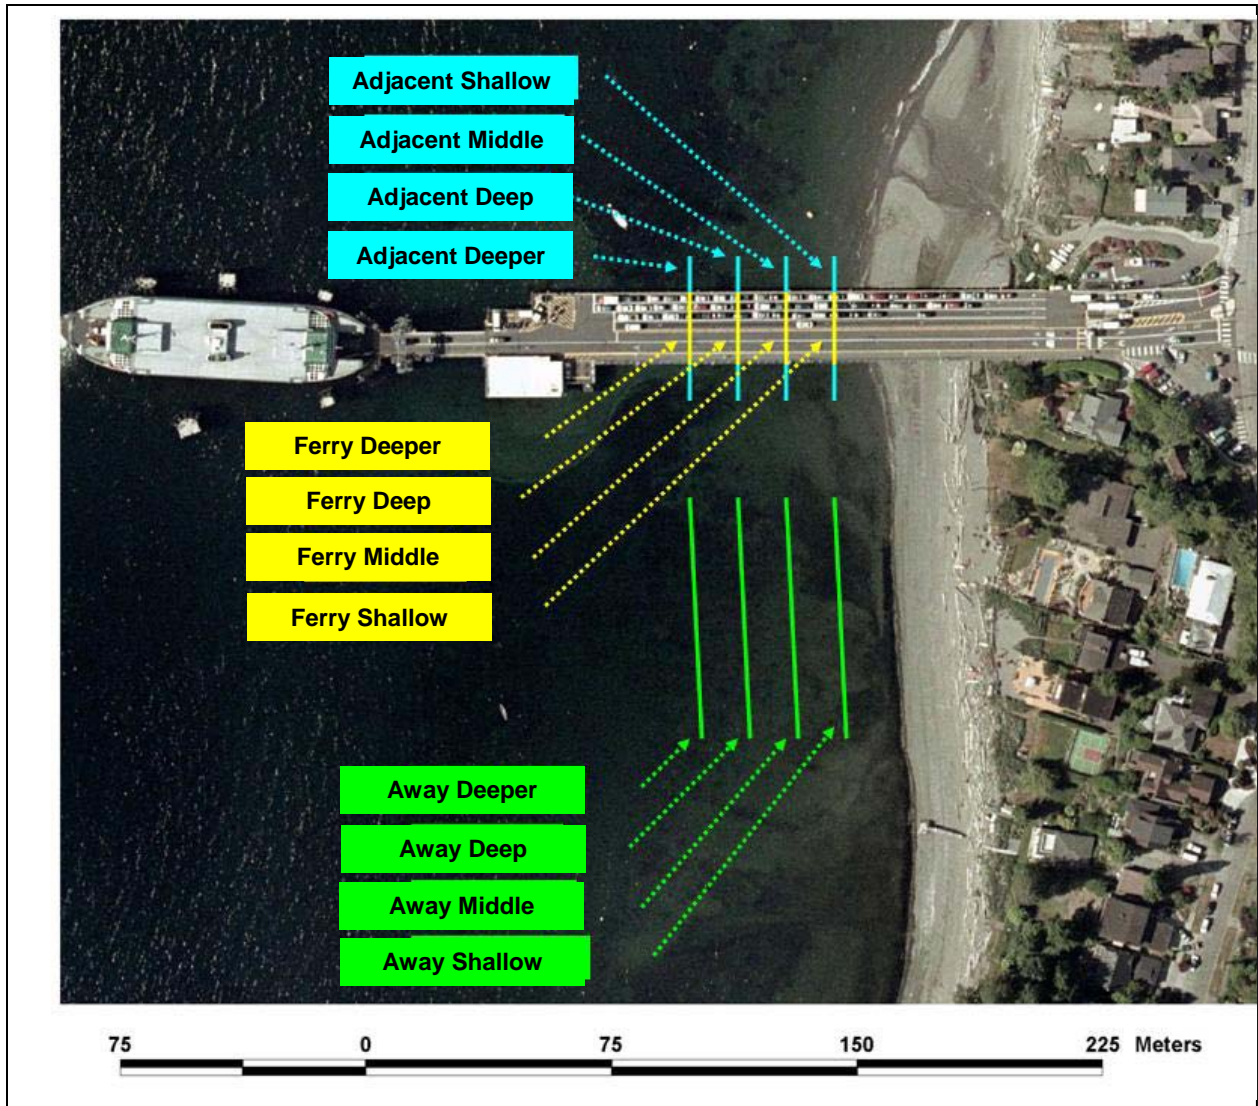 Adjacent Shallow
Adjacent Middle
Adjacent Deep
Adjacent Deeper
Ferry Deeper
Ferry Deep
Ferry Middle
Ferry Shallow
Away Deeper
Away Deep
Away Middle
Away Shallow
75 0 75 150 225 Meters